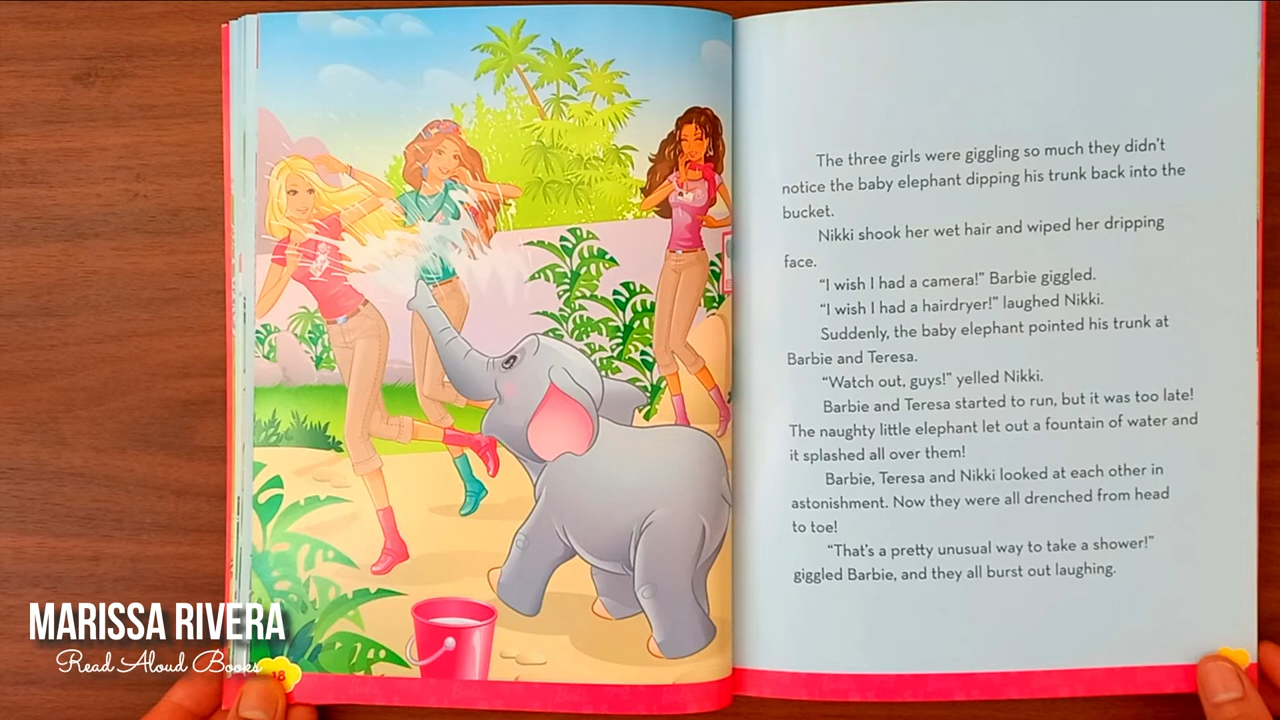 The three girls were giggling so much they didn't
notice the baby elephant dipping his trunk back into the
bucket.
Nikki shook her wet hair and wiped her dripping
face.
“I wish I had a camera!” Barbie giggled.
“I wish I had a hairdryer!” laughed Nikki.
Suddenly, the baby elephant pointed his trunk at
Barbie and Teresa.
“Watch out, guys!” yelled Nikki.
Barbie and Teresa started to run, but it was too late!
The naughty little elephant let out a fountain of water and
it splashed all over them!
Barbie, Teresa and Nikki looked at each other in
astonishment. Now they were all drenched from head
to toe!
“That's a pretty unusual way to take a shower!”
giggled Barbie, and they all burst out laughing.
MARISSA RIVERA
Read Aloud Books
18